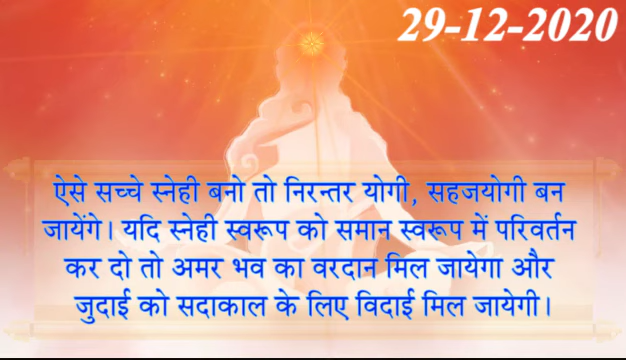 29-12-2020
ऐसे सच्चे स्नेही बनो तो निरन्तर योगी, सहजयोगी बन
जायेंगे। यदि स्नेही स्वरूप को समान स्वरूप में परिवर्तन
कर दो तो अमर भव का वरदान मिल जायेगा और
जुदाई को सदाकाल के लिए विदाई मिल जायेगी।